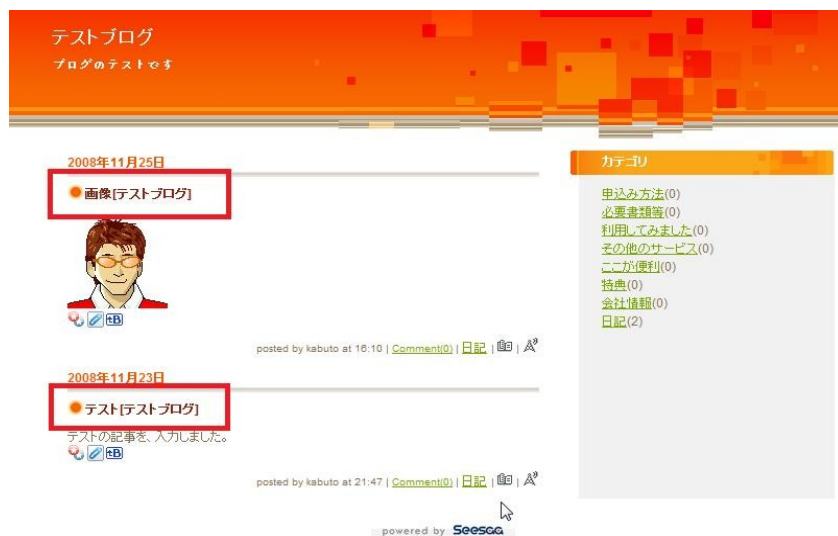 テストブログ
ブログのテストです
2008年11月25日
画像[テストブログ]
posted by kabuto at 16:10 | Comment(0) | 日記 | |
2008年11月23日
テスト[テストブログ]
テストの記事を、入力しました。
posted by kabuto at 21:47 | Comment(0) | 日記 | |
powered by Seesaa
カテゴリ
申込み方法(0)
必要書類等(0)
利用してみました(0)
その他のサービス(0)
ここが便利(0)
特典(0)
会社情報(0)
日記(2)